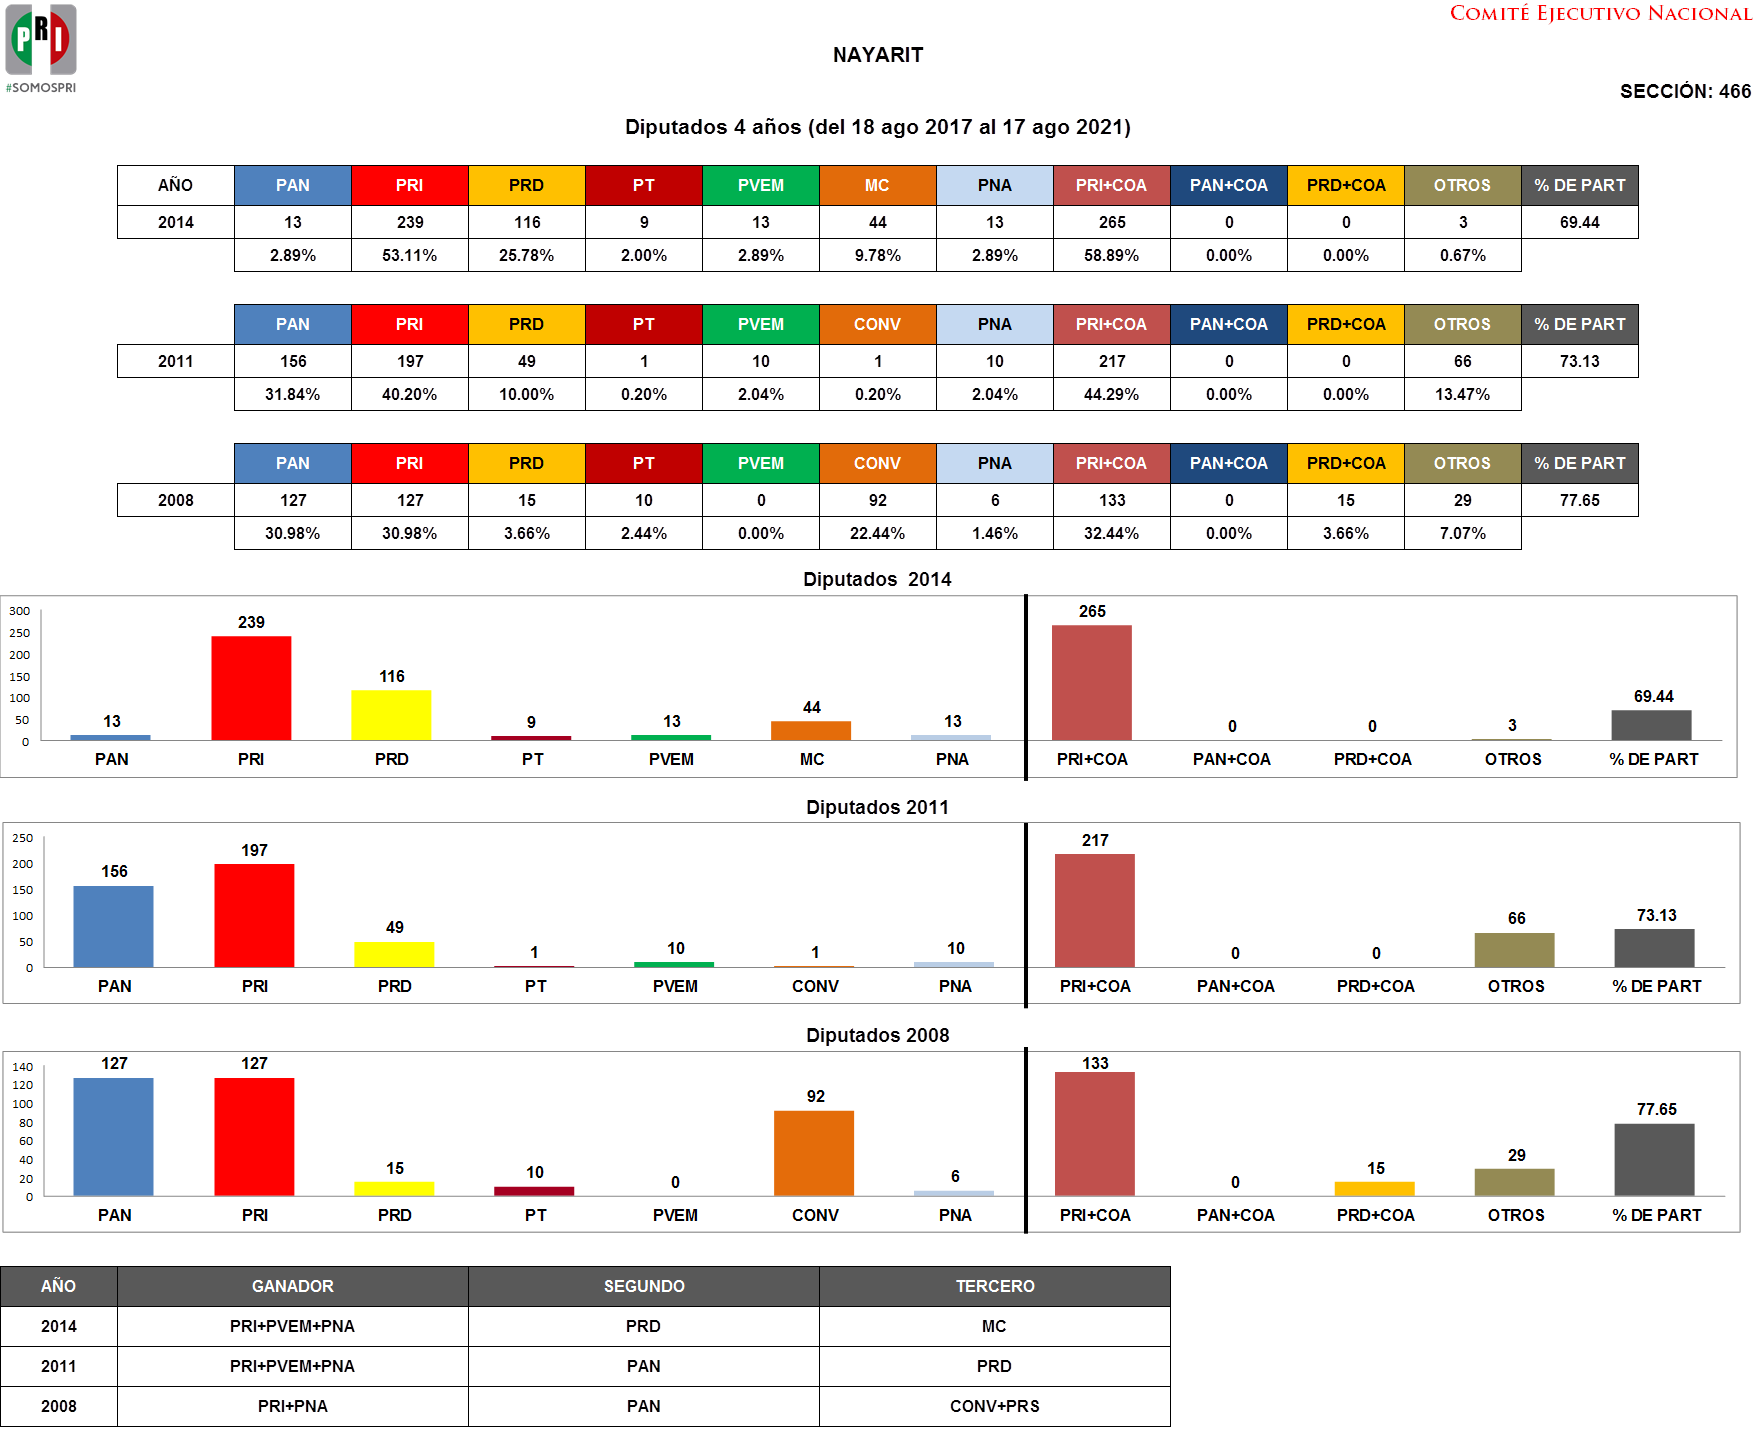 PRI
#SOMOSPRI
COMITÉ EJECUTIVO NACIONAL
NAYARIT
SECCIÓN: 466
Diputados 4 años (del 18 ago 2017 al 17 ago 2021)
AÑO PAN PRI PRD PT PVEM MC PNA PRI+COA PAN+COA PRD+COA OTROS % DE PART
2014 13 239 116 9 13 44 13 265 0 0 3 69.44
2.89% 53.11% 25.78% 2.00% 2.89% 9.78% 2.89% 58.89% 0.00% 0.00% 0.67%
PAN PRI PRD PT PVEM CONV PNA PRI+COA PAN+COA PRD+COA OTROS % DE PART
2011 156 197 49 1 10 1 10 217 0 0 66 73.13
31.84% 40.20% 10.00% 0.20% 2.04% 0.20% 2.04% 44.29% 0.00% 0.00% 13.47%
PAN PRI PRD PT PVEM CONV PNA PRI+COA PAN+COA PRD+COA OTROS % DE PART
2008 127 127 15 10 0 92 6 133 0 15 29 77.65
30.98% 30.98% 3.66% 2.44% 0.00% 22.44% 1.46% 32.44% 0.00% 3.66% 7.07%
Diputados 2014
300
250
200
150
100
50
0
13 239 116 9 13 44 13 265 0 0 3 69.44
PAN PRI PRD PT PVEM MC PNA PRI+COA PAN+COA PRD+COA OTROS % DE PART
Diputados 2011
250
200
150
100
50
0
156 197 49 1 10 1 10 217 0 0 66 73.13
PAN PRI PRD PT PVEM CONV PNA PRI+COA PAN+COA PRD+COA OTROS % DE PART
Diputados 2008
140
120
100
80
60
40
20
0
127 127 15 10 0 92 6 133 0 15 29 77.65
PAN PRI PRD PT PVEM CONV PNA PRI+COA PAN+COA PRD+COA OTROS % DE PART
AÑO GANADOR SEGUNDO TERCERO
2014 PRI+PVEM+PNA PRD MC
2011 PRI+PVEM+PNA PAN PRD
2008 PRI+PNA PAN CONV+PRS